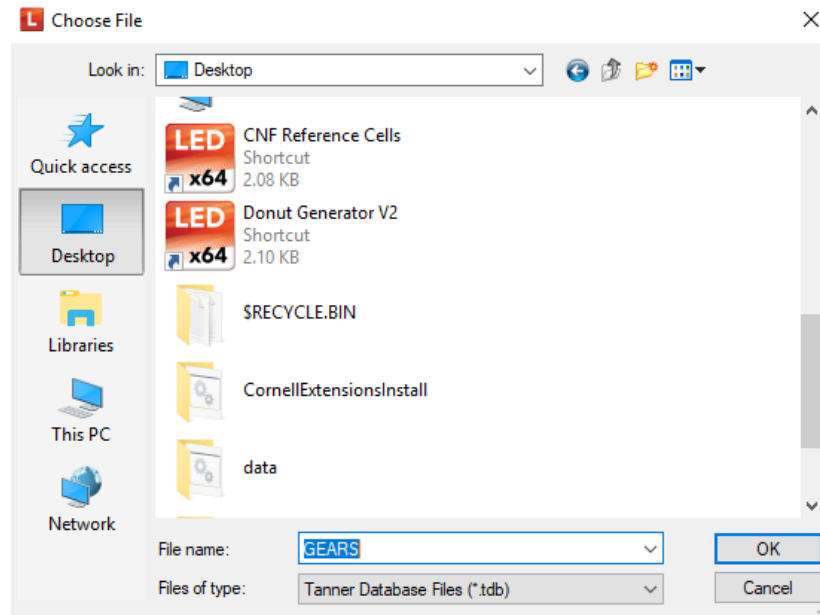 L Choose File
Look in: Desktop
Quick access
Desktop
Libraries
This PC
Network
LED x64 CNF Reference Cells
Shortcut
2.08 KB
LED x64 Donut Generator V2
Shortcut
2.10 KB
$RECYCLE.BIN
CornellExtensionsInstall
data
File name: GEARS OK
Files of type: Tanner Database Files (*.tdb) Cancel